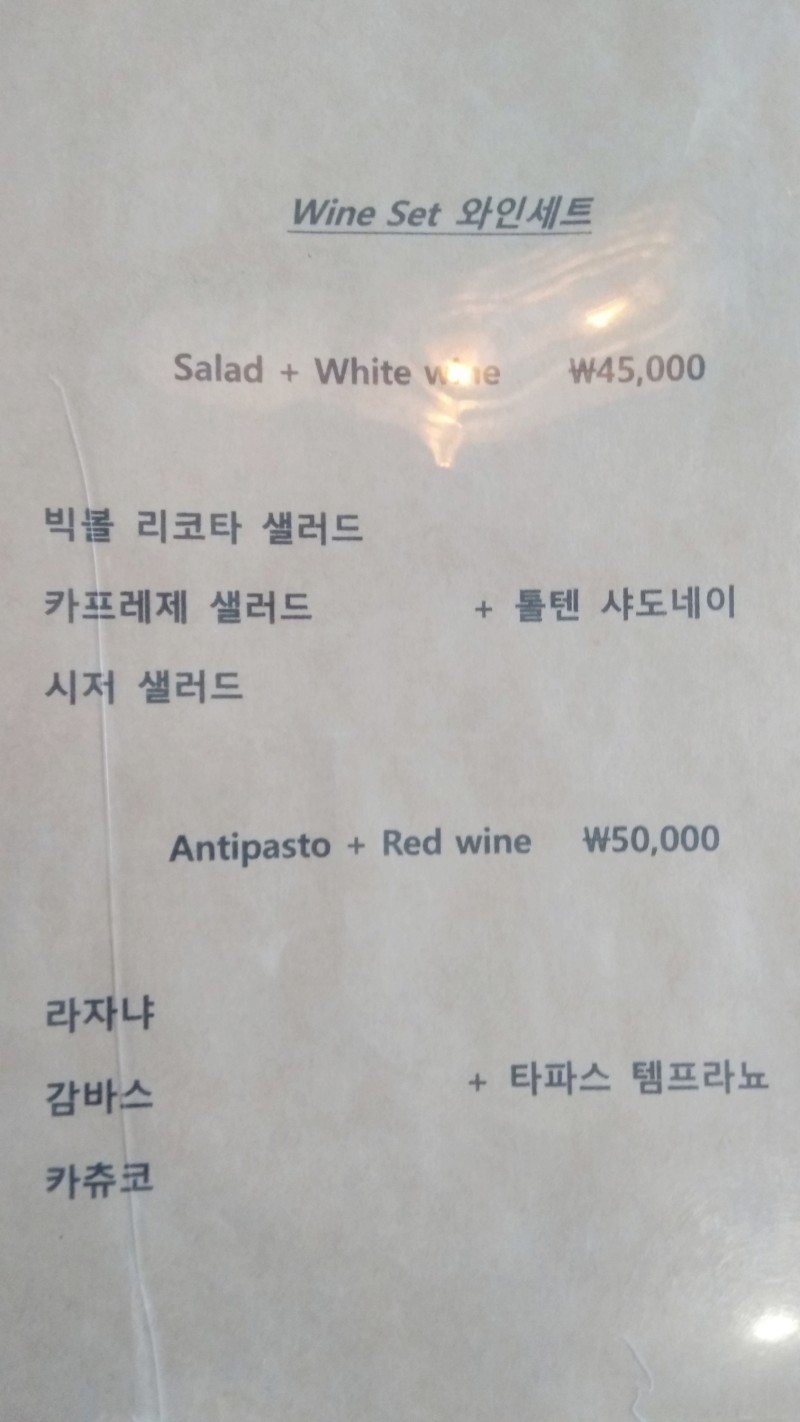 Wine Set 와인세트
Salad + White wine ₩45,000
빅볼 리코타 샐러드
카프레제 샐러드 + 톨텐 샤도네이
시저 샐러드
Antipasto + Red wine ₩50,000
라자냐
감바스 + 타파스 템프라뇨
카츄코